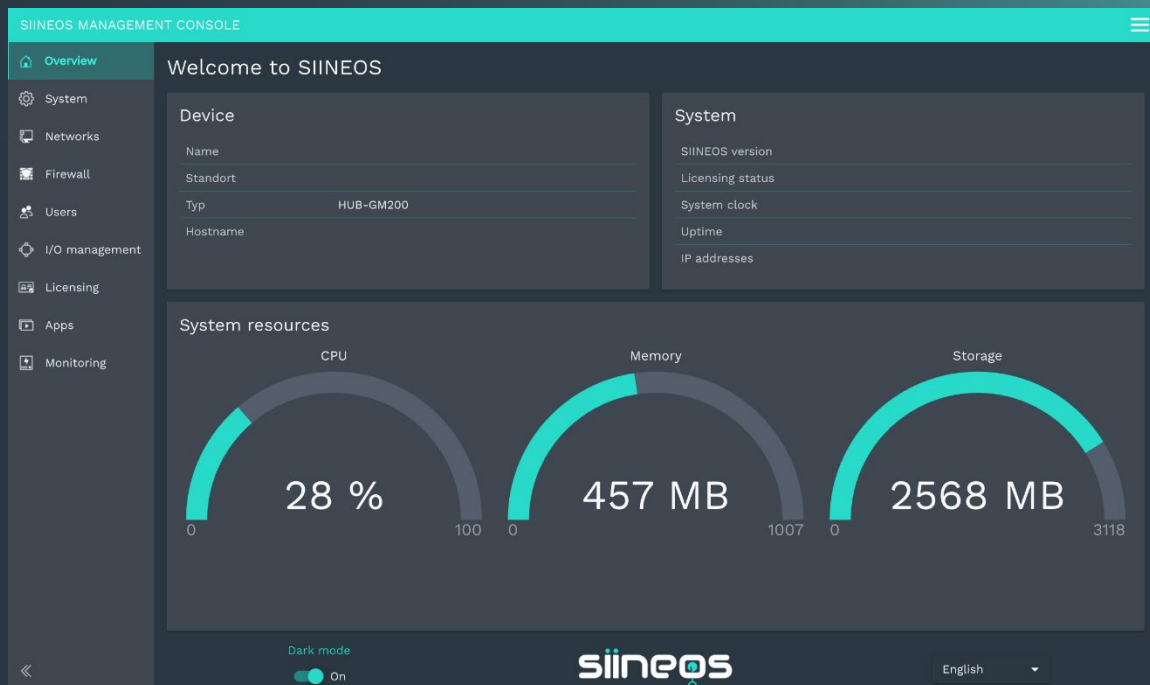 SIINEOS MANAGEMENT CONSOLE
Overview
System
Networks
Firewall
Users
I/O management
Licensing
Apps
Monitoring
Welcome to SIINEOS
Device
Name
Standort
Typ HUB-GM200
Hostname
System
SIINEOS version
Licensing status
System clock
Uptime
IP addresses
System resources
CPU
28 %
0 100
Memory
457 MB
0 1007
Storage
2568 MB
0 3118
Dark mode
On
siineos
English